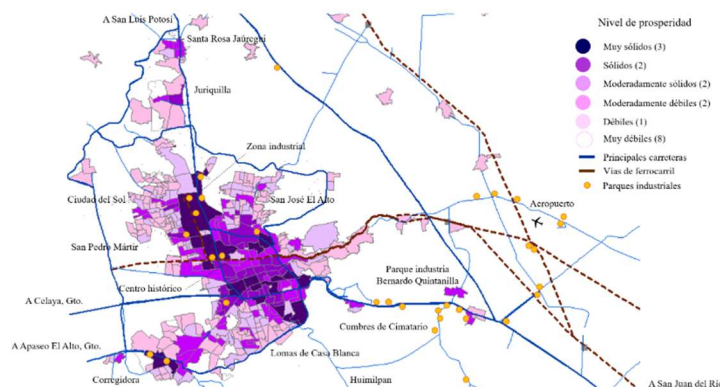 A San Luis Potosí
Nivel de prosperidad
Santa Rosa Jaúregui
Muy sólidos (3)
Sólidos (2)
Juriquilla
Moderadamente sólidos (2)
Moderadamente débiles (2)
Débiles (1)
Muy débiles (8)
Zona industrial
Principales carreteras
Vías de ferrocarril
Parques industriales
Ciudad del Sol
San José El Alto
Aeropuerto
San Pedro Mártir
Parque industria
Bernardo Quintanilla
Centro histórico
A Celaya, Gto.
Cumbres de Cimatario
A Apaseo El Alto, Gto.
Lomas de Casa Blanca
Corregidora
Huimilpan
A San Juan del Río